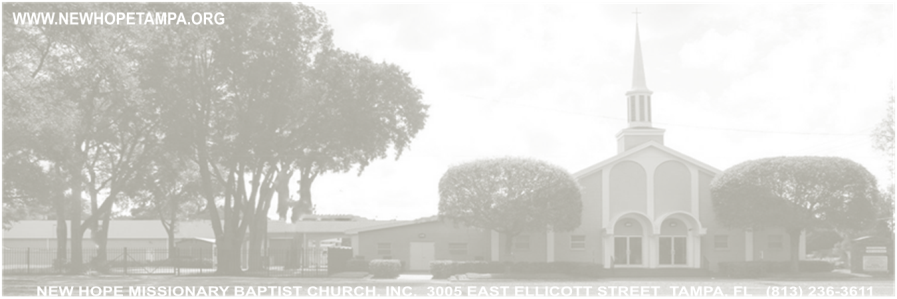 WWW.NEWHOPETAMPA.ORG
NEW HOPE MISSIONARY BAPTIST CHURCH, INC. 3005 EAST ELLICOTT STREET TAMPA, FL (813) 236-3611